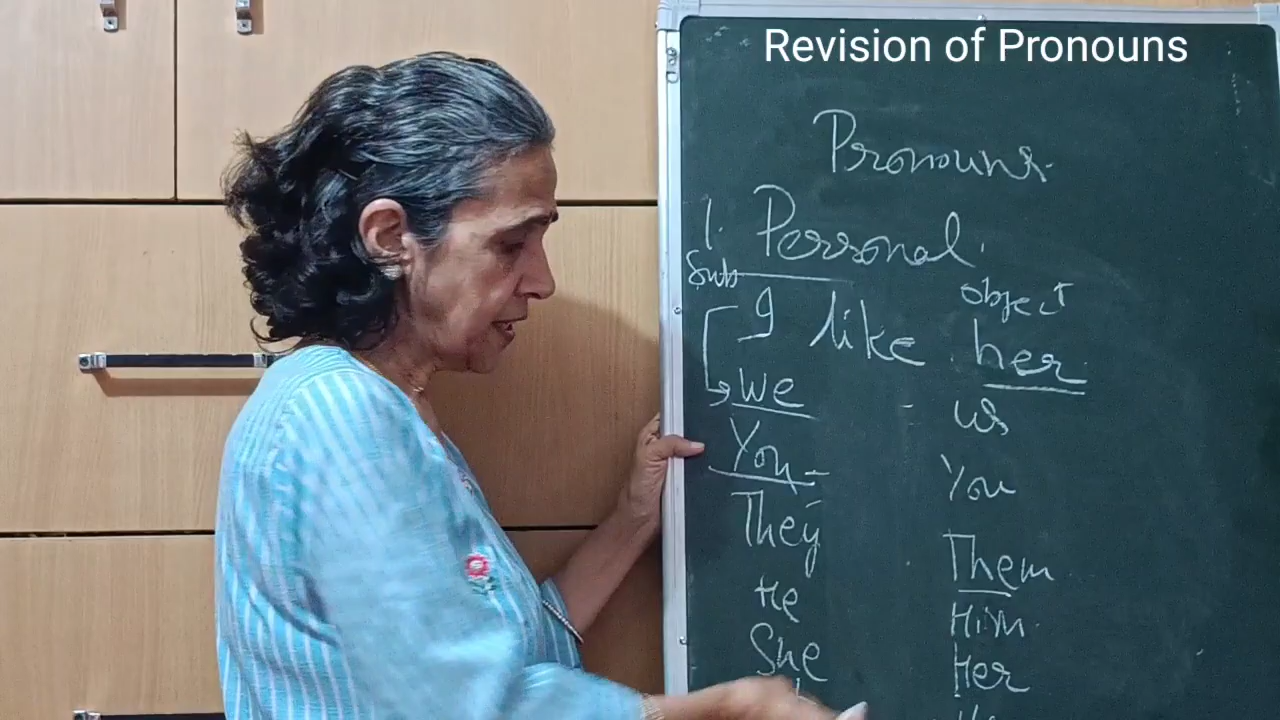 Revision of Pronouns
Pronouns.
1. Personal.
Sub object
I like her
We - us
You - You
They Them
He Him.
She Her